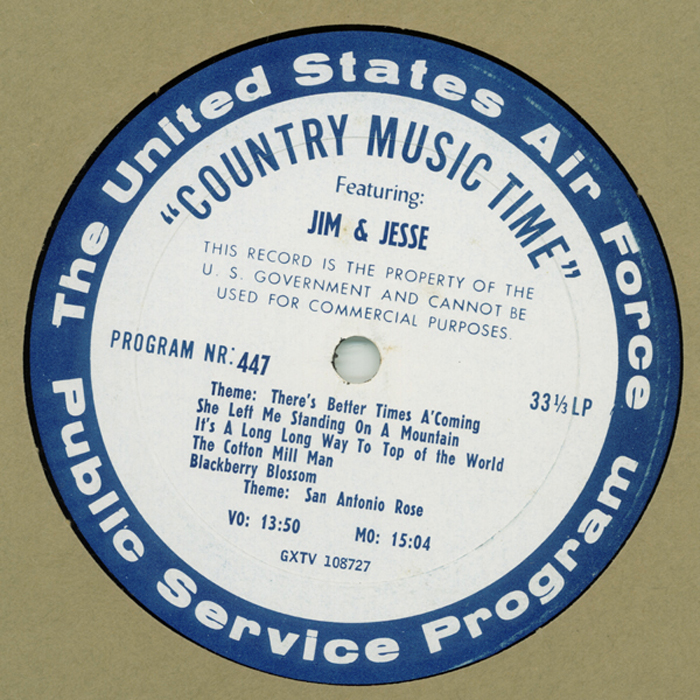 The United States Air Force
"COUNTRY MUSIC TIME"
Featuring:
JIM & JESSE
THIS RECORD IS THE PROPERTY OF THE
U. S. GOVERNMENT AND CANNOT BE
USED FOR COMMERCIAL PURPOSES.
PROGRAM NR: 447
33⅓ LP
Theme: There's Better Times A'Coming
She Left Me Standing On A Mountain
It's A Long Long Way To Top of the World
The Cotton Mill Man
Blackberry Blossom
Theme: San Antonio Rose
VO: 13:50 MO: 15:04
GXTV 108727
Public Service Program